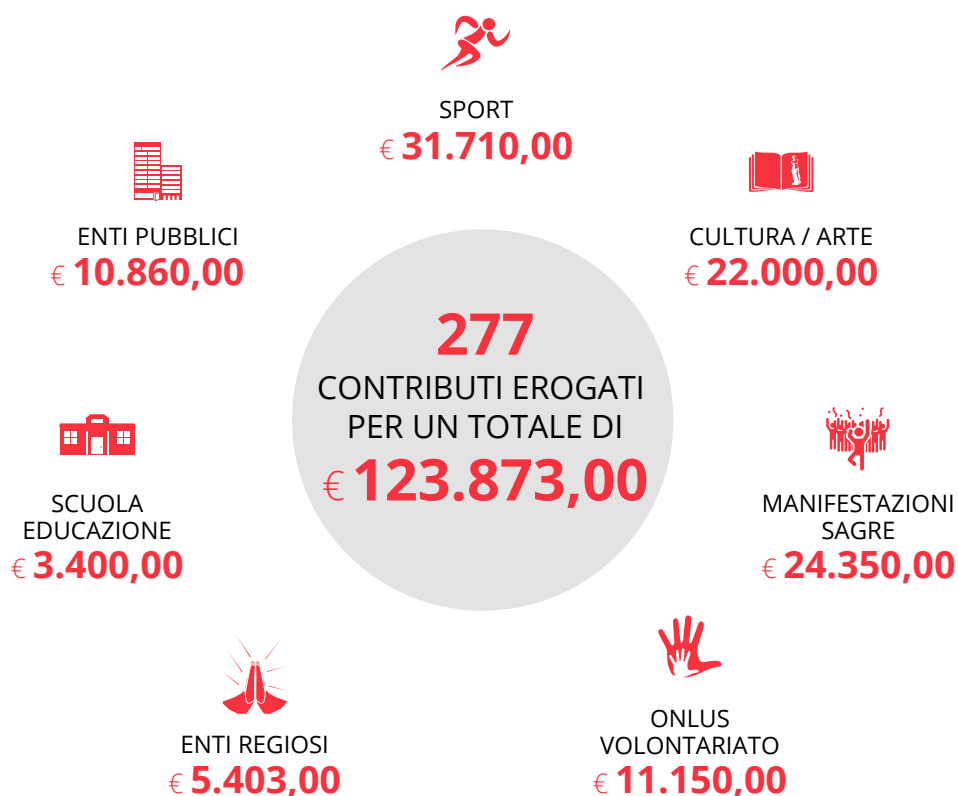 SPORT
€ 31.710,00
ENTI PUBBLICI
€ 10.860,00
CULTURA / ARTE
€ 22.000,00
277
CONTRIBUTI EROGATI
PER UN TOTALE DI
€ 123.873,00
SCUOLA
EDUCAZIONE
€ 3.400,00
MANIFESTAZIONI
SAGRE
€ 24.350,00
ENTI REGIOSI
€ 5.403,00
ONLUS
VOLONTARIATO
€ 11.150,00